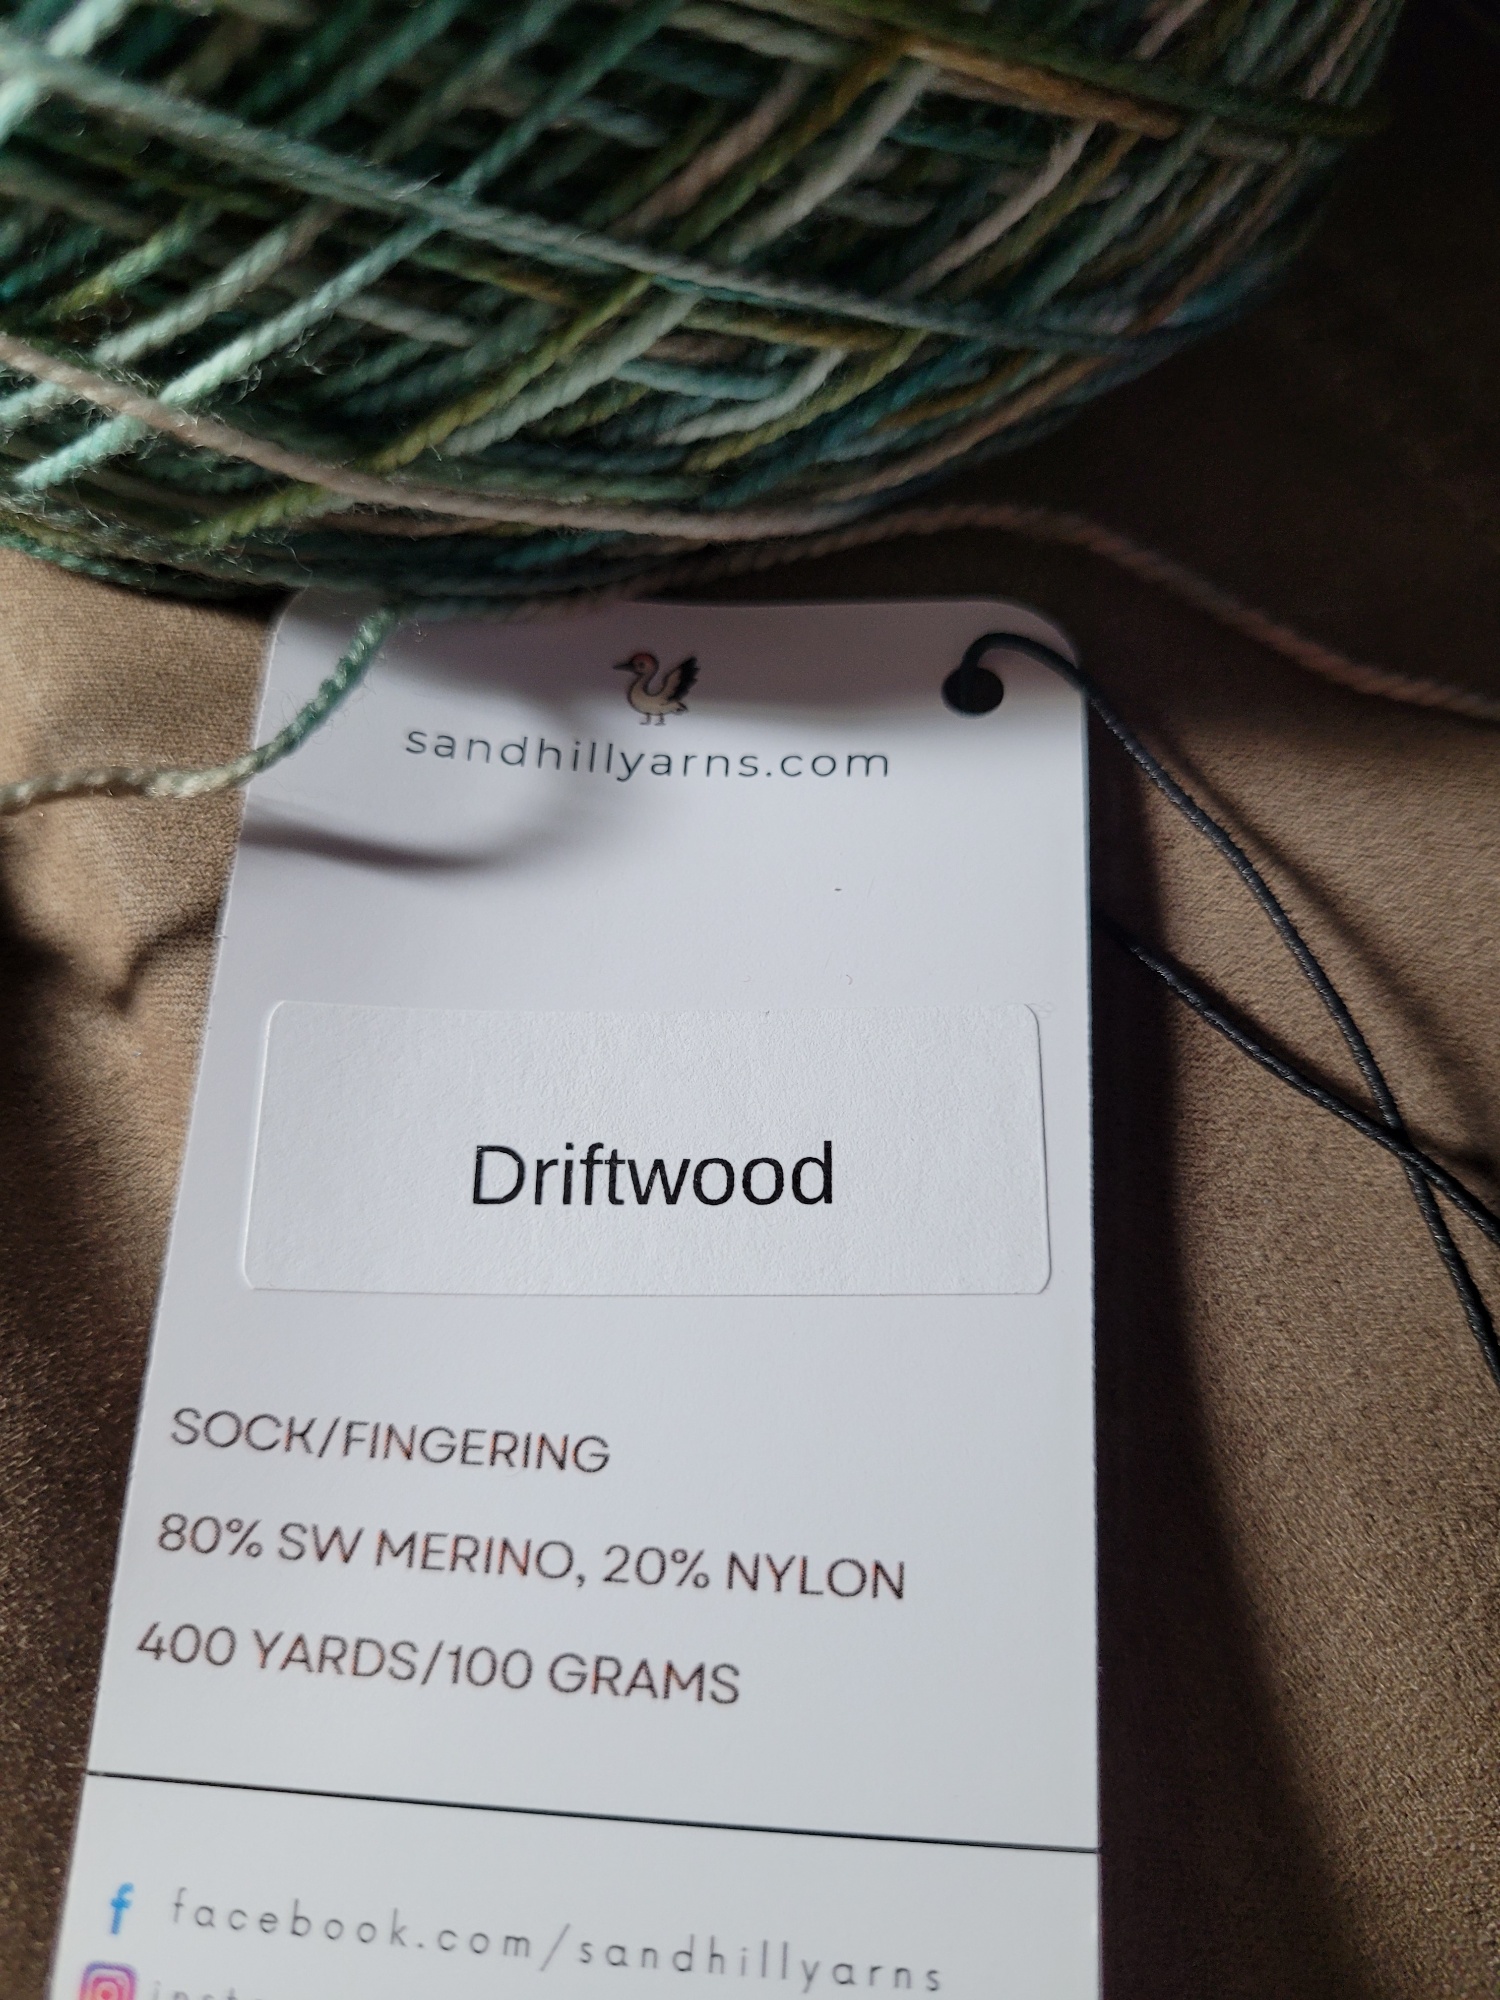 sandhillyarns.com
Driftwood
SOCK/FINGERING
80% SW MERINO, 20% NYLON
400 YARDS/100 GRAMS
facebook.com/sandhillyarns